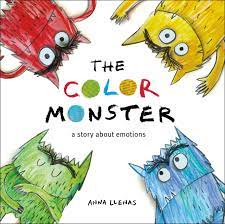 THE
COLOR
MONSTER
a story about emotions
ANNA LLENAS